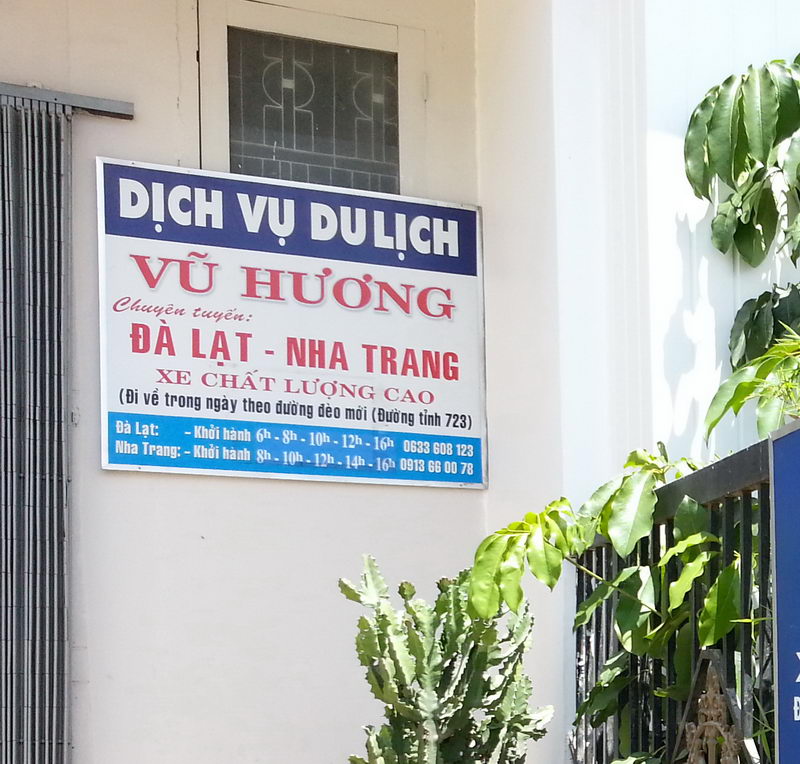 DỊCH VỤ DU LỊCH
VŨ HƯƠNG
Chuyên tuyến:
ĐÀ LẠT - NHA TRANG
XE CHẤT LƯỢNG CAO
(Đi về trong ngày theo đường đèo mới (Đường tỉnh 723)
Đà Lạt: - Khởi hành 6h - 8h - 10h - 12h - 16h 0633 608 123
Nha Trang: - Khởi hành 8h - 10h - 12h - 14h - 16h 0913 66 00 78